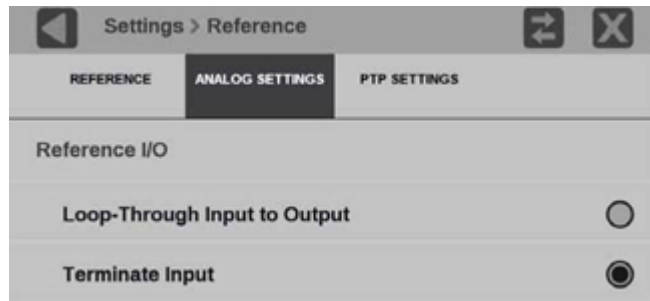 Settings > Reference
REFERENCE ANALOG SETTINGS PTP SETTINGS
Reference I/O
Loop-Through Input to Output
Terminate Input